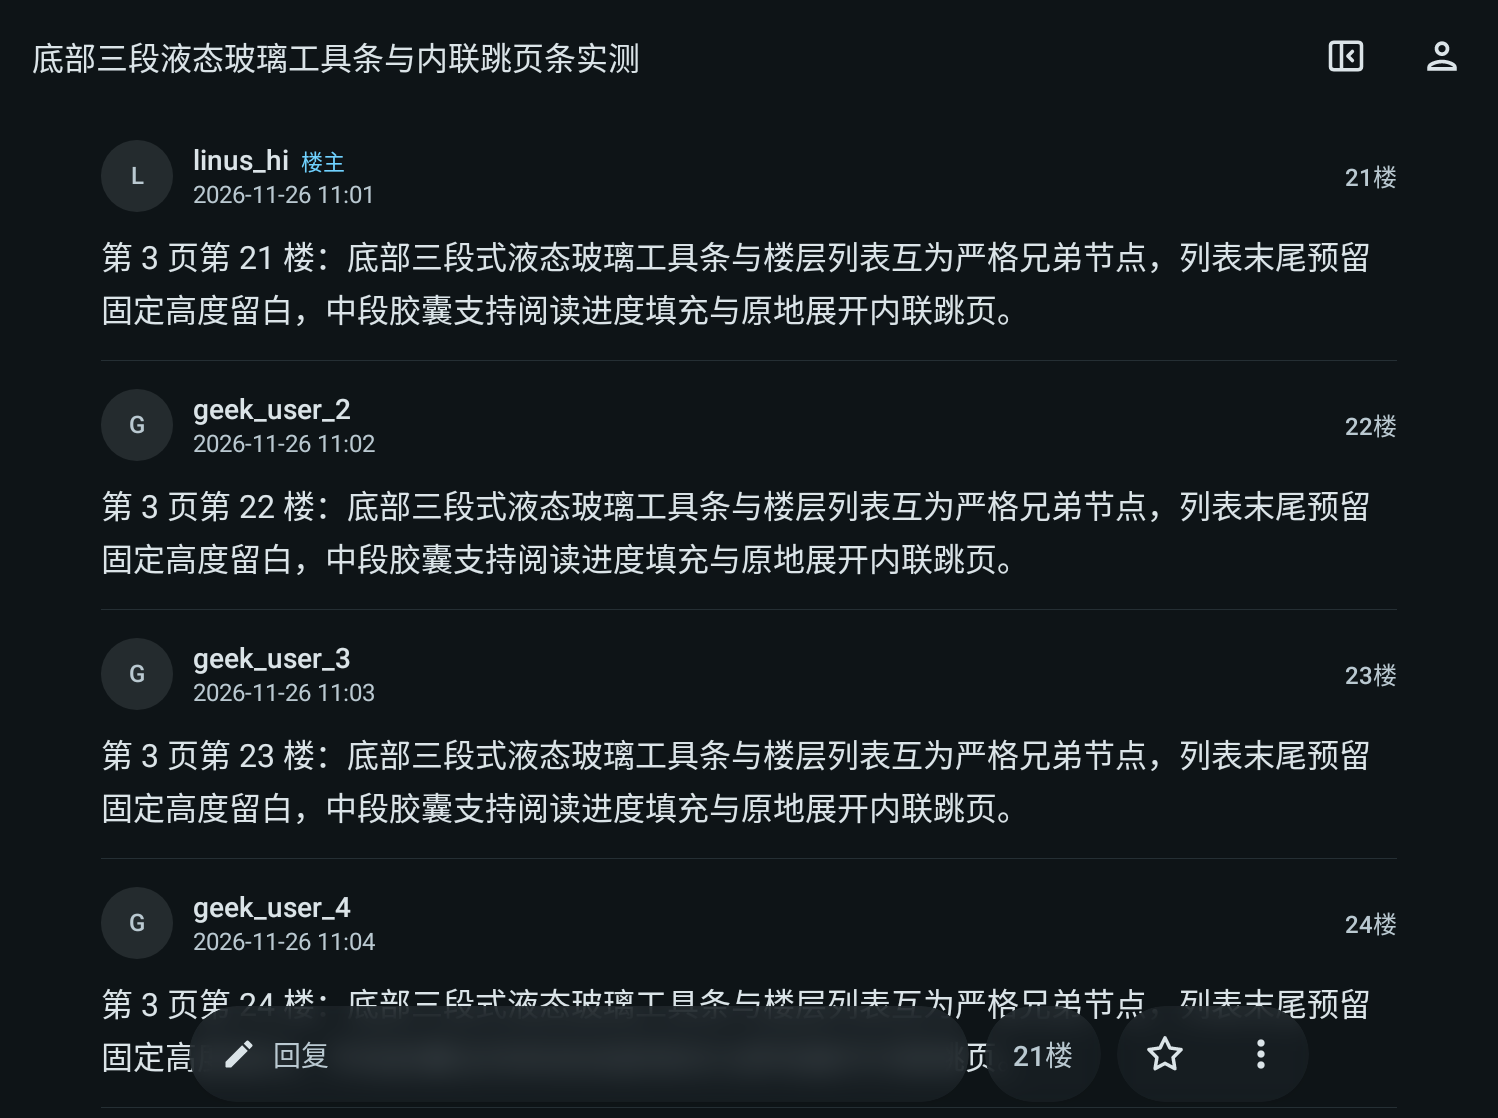 底部三段液态玻璃工具条与内联跳页条实测
L
linus_hi 楼主
2026-11-26 11:01
21楼
第 3 页第 21 楼：底部三段式液态玻璃工具条与楼层列表互为严格兄弟节点，列表末尾预留
固定高度留白，中段胶囊支持阅读进度填充与原地展开内联跳页。
G
geek_user_2
2026-11-26 11:02
22楼
第 3 页第 22 楼：底部三段式液态玻璃工具条与楼层列表互为严格兄弟节点，列表末尾预留
固定高度留白，中段胶囊支持阅读进度填充与原地展开内联跳页。
G
geek_user_3
2026-11-26 11:03
23楼
第 3 页第 23 楼：底部三段式液态玻璃工具条与楼层列表互为严格兄弟节点，列表末尾预留
固定高度留白，中段胶囊支持阅读进度填充与原地展开内联跳页。
G
geek_user_4
2026-11-26 11:04
24楼
第 3 页第 24 楼：底部三段式液态玻璃工具条与楼层列表互为严格兄弟节点，列表末尾预留
固定高
页
回复
21楼